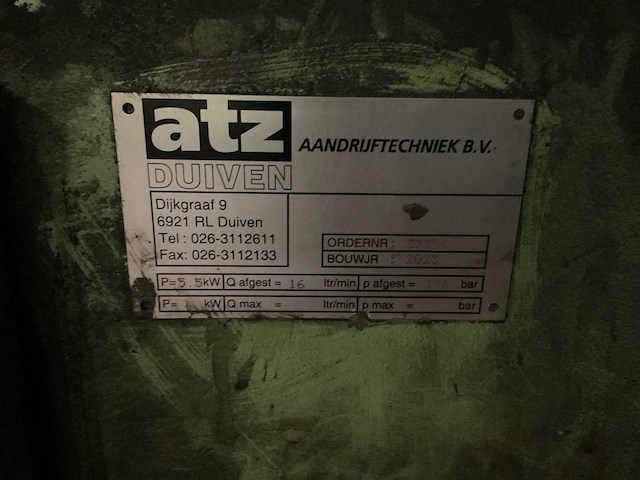 atz AANDRIJFTECHNIEK B.V.
DUIVEN
Dijkgraaf 9
6921 RL Duiven
Tel : 026-3112611
Fax: 026-3112133
ORDERNR :
BOUWJR : 2023
P=5.5kW Q afgest = 16 ltr/min p afgest = bar
P= kW Q max = ltr/min p max = bar